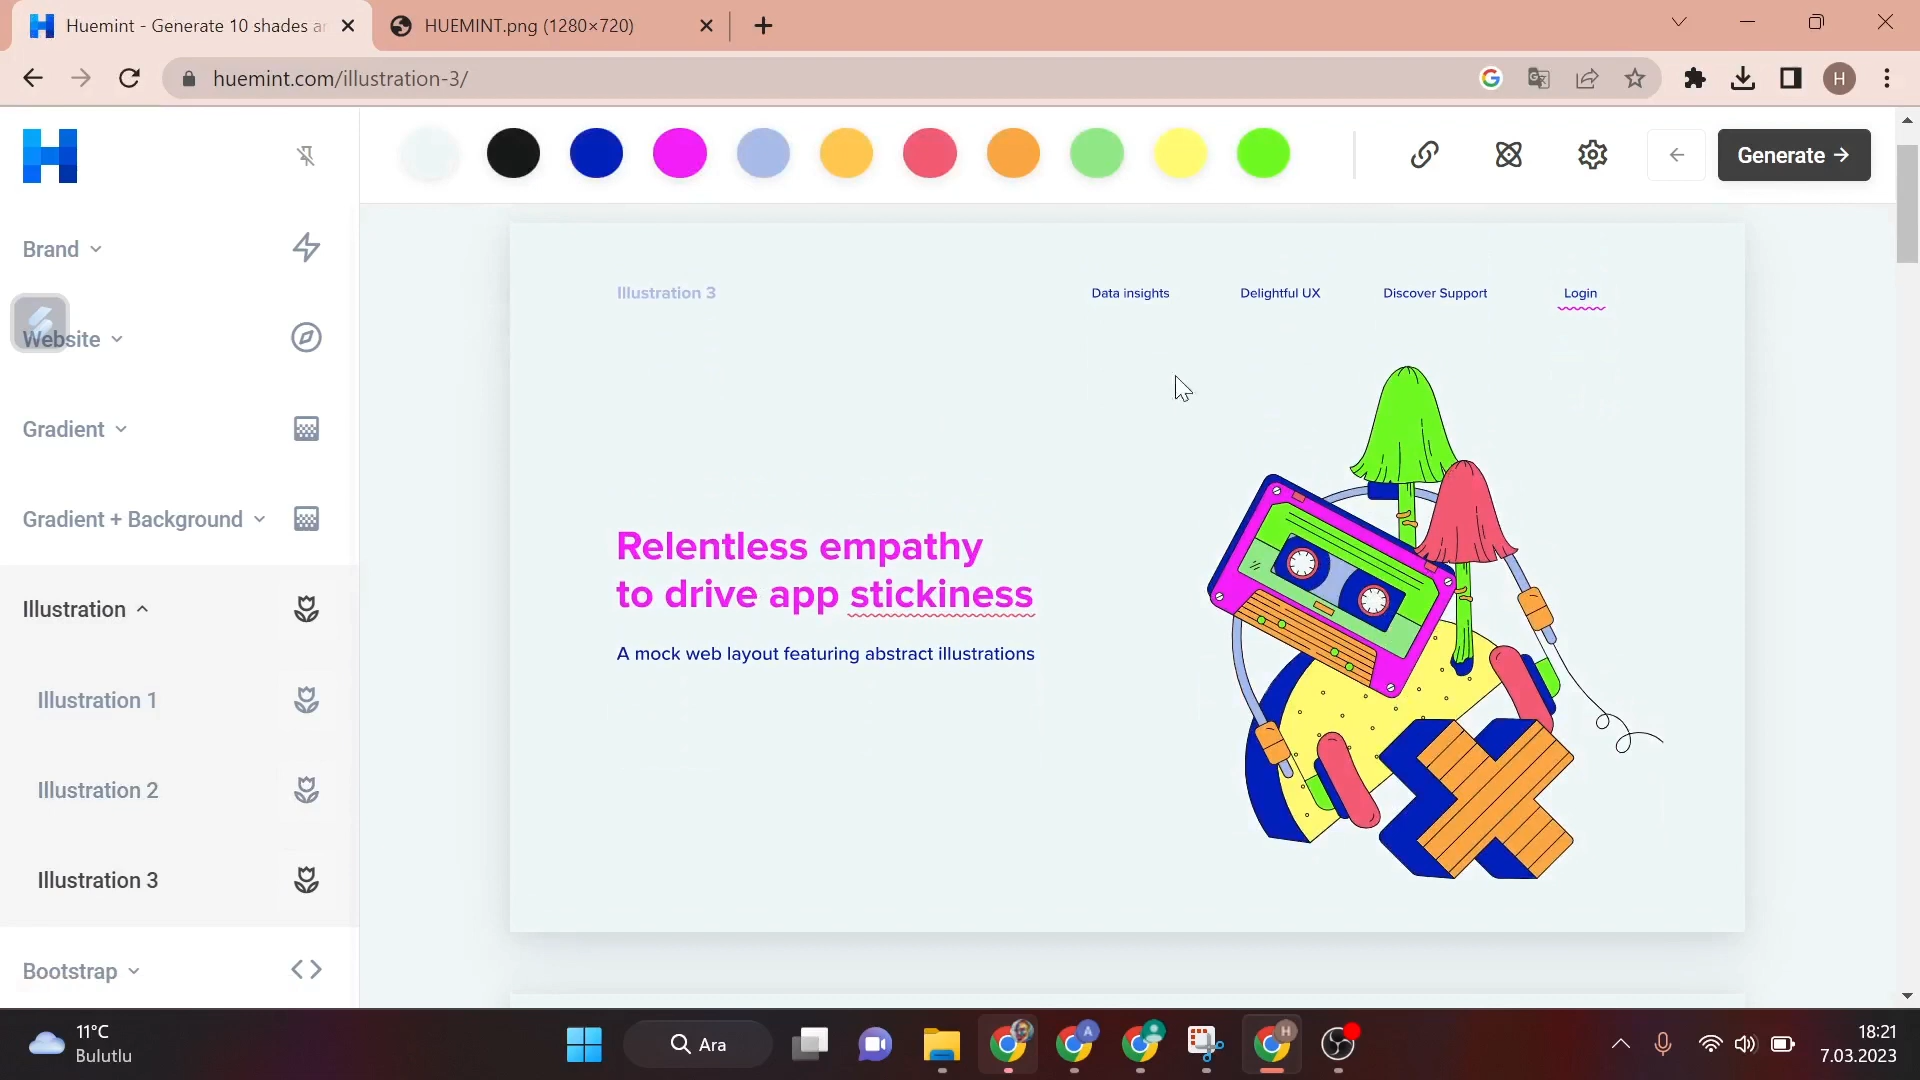 Huemint - Generate 10 shades ar
HUEMINT.png (1280×720)
huemint.com/illustration-3/
H
Generate
Brand
Website
Gradient
Gradient + Background
Illustration
Illustration 1
Illustration 2
Illustration 3
Bootstrap
Illustration 3
Data insights
Delightful UX
Discover Support
Login
Relentless empathy
to drive app stickiness
A mock web layout featuring abstract illustrations
11°C
Bulutlu
Ara
A
H
18:21
7.03.2023